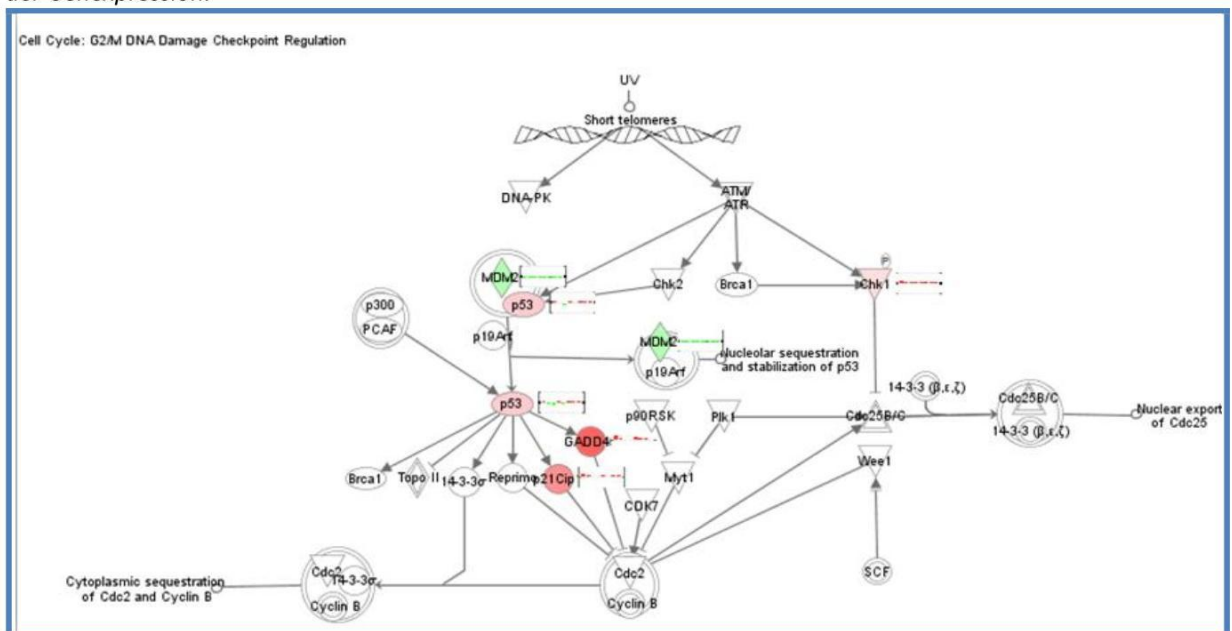 der Genexpression.
Cell Cycle: G2/M DNA Damage Checkpoint Regulation
UV
Short telomeres
DNA-PK
ATM/
ATR
MDM2
p53
Chk2
Brca1
P
Chk1
p300
PCAF
p19Arf
MDM2
p19Arf
Nucleolar sequestration
and stabilization of p53
p53
p90RSK
Plk1
Cdc25B/C
14-3-3 (β,ε,ζ)
Cdc25B/C
14-3-3 (β,ε,ζ)
Nuclear export
of Cdc25
GADD4
Brca1
Topo II
14-3-3σ
Reprimo
p21Cip
Myt1
Wee1
CDK7
SCF
Cdc2
14-3-3σ
Cyclin B
Cytoplasmic sequestration
of Cdc2 and Cyclin B
Cdc2
Cyclin B